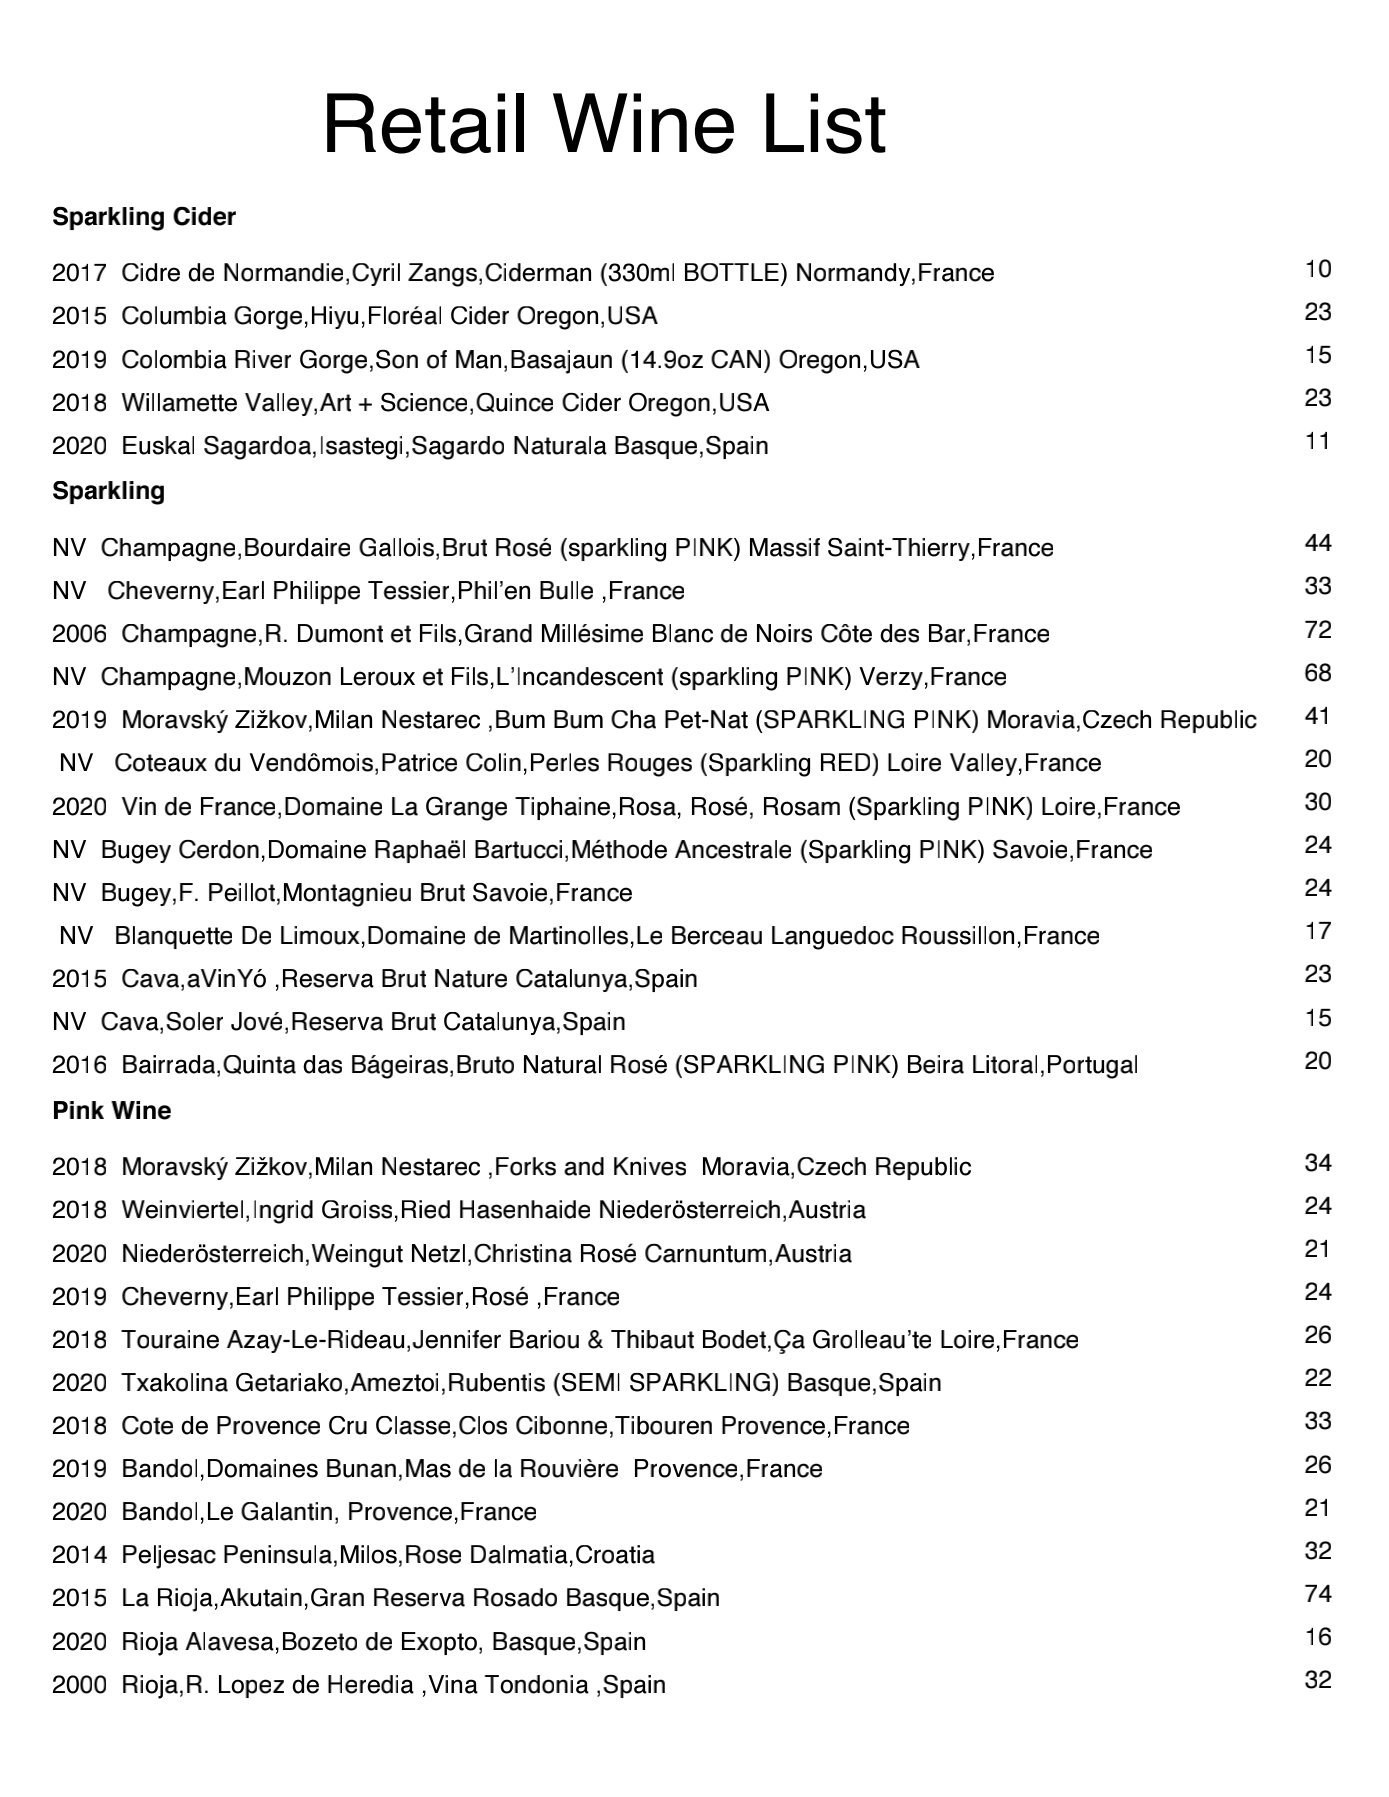 Retail Wine List
Sparkling Cider
2017 Cidre de Normandie,Cyril Zangs,Ciderman (330ml BOTTLE) Normandy,France 10
2015 Columbia Gorge,Hiyu,Floréal Cider Oregon,USA 23
2019 Colombia River Gorge,Son of Man,Basajaun (14.9oz CAN) Oregon,USA 15
2018 Willamette Valley,Art + Science,Quince Cider Oregon,USA 23
2020 Euskal Sagardoa,Isastegi,Sagardo Naturala Basque,Spain 11
Sparkling
NV Champagne,Bourdaire Gallois,Brut Rosé (sparkling PINK) Massif Saint-Thierry,France 44
NV Cheverny,Earl Philippe Tessier,Phil’en Bulle ,France 33
2006 Champagne,R. Dumont et Fils,Grand Millésime Blanc de Noirs Côte des Bar,France 72
NV Champagne,Mouzon Leroux et Fils,L’Incandescent (sparkling PINK) Verzy,France 68
2019 Moravský Zižkov,Milan Nestarec ,Bum Bum Cha Pet-Nat (SPARKLING PINK) Moravia,Czech Republic 41
NV Coteaux du Vendômois,Patrice Colin,Perles Rouges (Sparkling RED) Loire Valley,France 20
2020 Vin de France,Domaine La Grange Tiphaine,Rosa, Rosé, Rosam (Sparkling PINK) Loire,France 30
NV Bugey Cerdon,Domaine Raphaël Bartucci,Méthode Ancestrale (Sparkling PINK) Savoie,France 24
NV Bugey,F. Peillot,Montagnieu Brut Savoie,France 24
NV Blanquette De Limoux,Domaine de Martinolles,Le Berceau Languedoc Roussillon,France 17
2015 Cava,aVinYó ,Reserva Brut Nature Catalunya,Spain 23
NV Cava,Soler Jové,Reserva Brut Catalunya,Spain 15
2016 Bairrada,Quinta das Bágeiras,Bruto Natural Rosé (SPARKLING PINK) Beira Litoral,Portugal 20
Pink Wine
2018 Moravský Zižkov,Milan Nestarec ,Forks and Knives Moravia,Czech Republic 34
2018 Weinviertel,Ingrid Groiss,Ried Hasenhaide Niederösterreich,Austria 24
2020 Niederösterreich,Weingut Netzl,Christina Rosé Carnuntum,Austria 21
2019 Cheverny,Earl Philippe Tessier,Rosé ,France 24
2018 Touraine Azay-Le-Rideau,Jennifer Bariou & Thibaut Bodet,Ça Grolleau’te Loire,France 26
2020 Txakolina Getariako,Ameztoi,Rubentis (SEMI SPARKLING) Basque,Spain 22
2018 Cote de Provence Cru Classe,Clos Cibonne,Tibouren Provence,France 33
2019 Bandol,Domaines Bunan,Mas de la Rouvière Provence,France 26
2020 Bandol,Le Galantin, Provence,France 21
2014 Peljesac Peninsula,Milos,Rose Dalmatia,Croatia 32
2015 La Rioja,Akutain,Gran Reserva Rosado Basque,Spain 74
2020 Rioja Alavesa,Bozeto de Exopto, Basque,Spain 16
2000 Rioja,R. Lopez de Heredia ,Vina Tondonia ,Spain 32